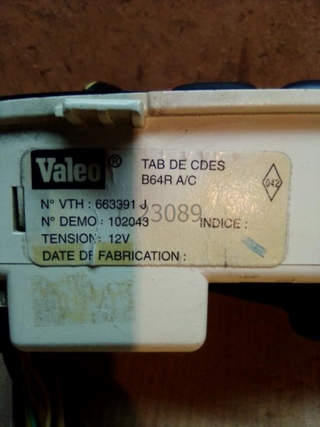 Valeo®
TAB DE CDES
B64R A/C
042
N° VTH : 663391 J
N° DEMO : 102043
3089
INDICE :
TENSION : 12V
DATE DE FABRICATION :